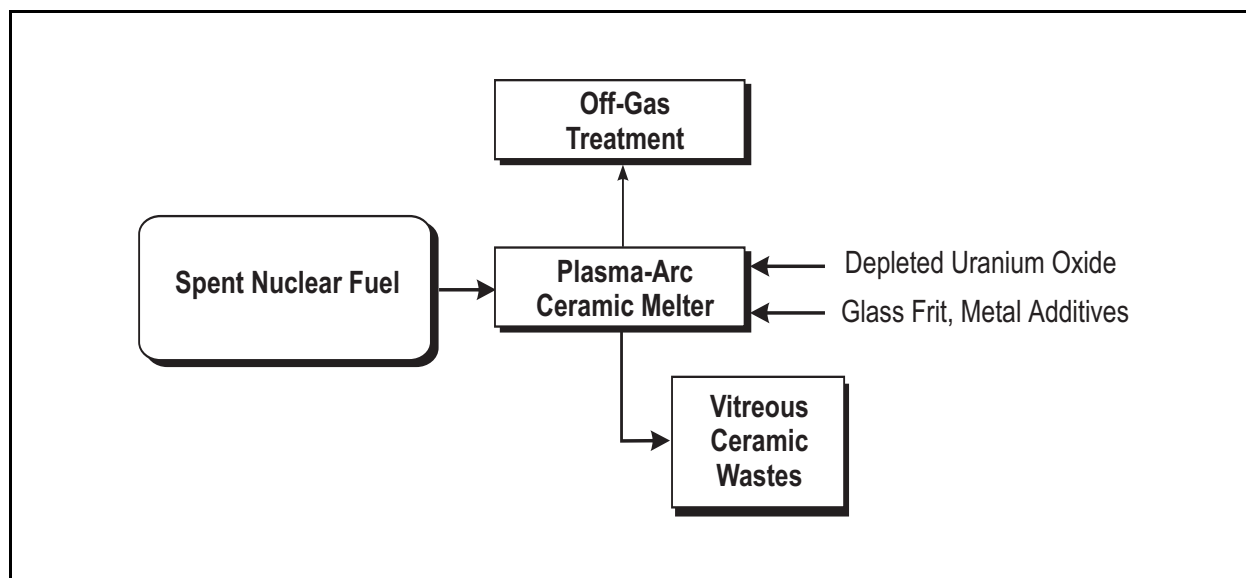 Off-Gas
Treatment
Spent Nuclear Fuel
Plasma-Arc
Ceramic Melter
Depleted Uranium Oxide
Glass Frit, Metal Additives
Vitreous
Ceramic
Wastes